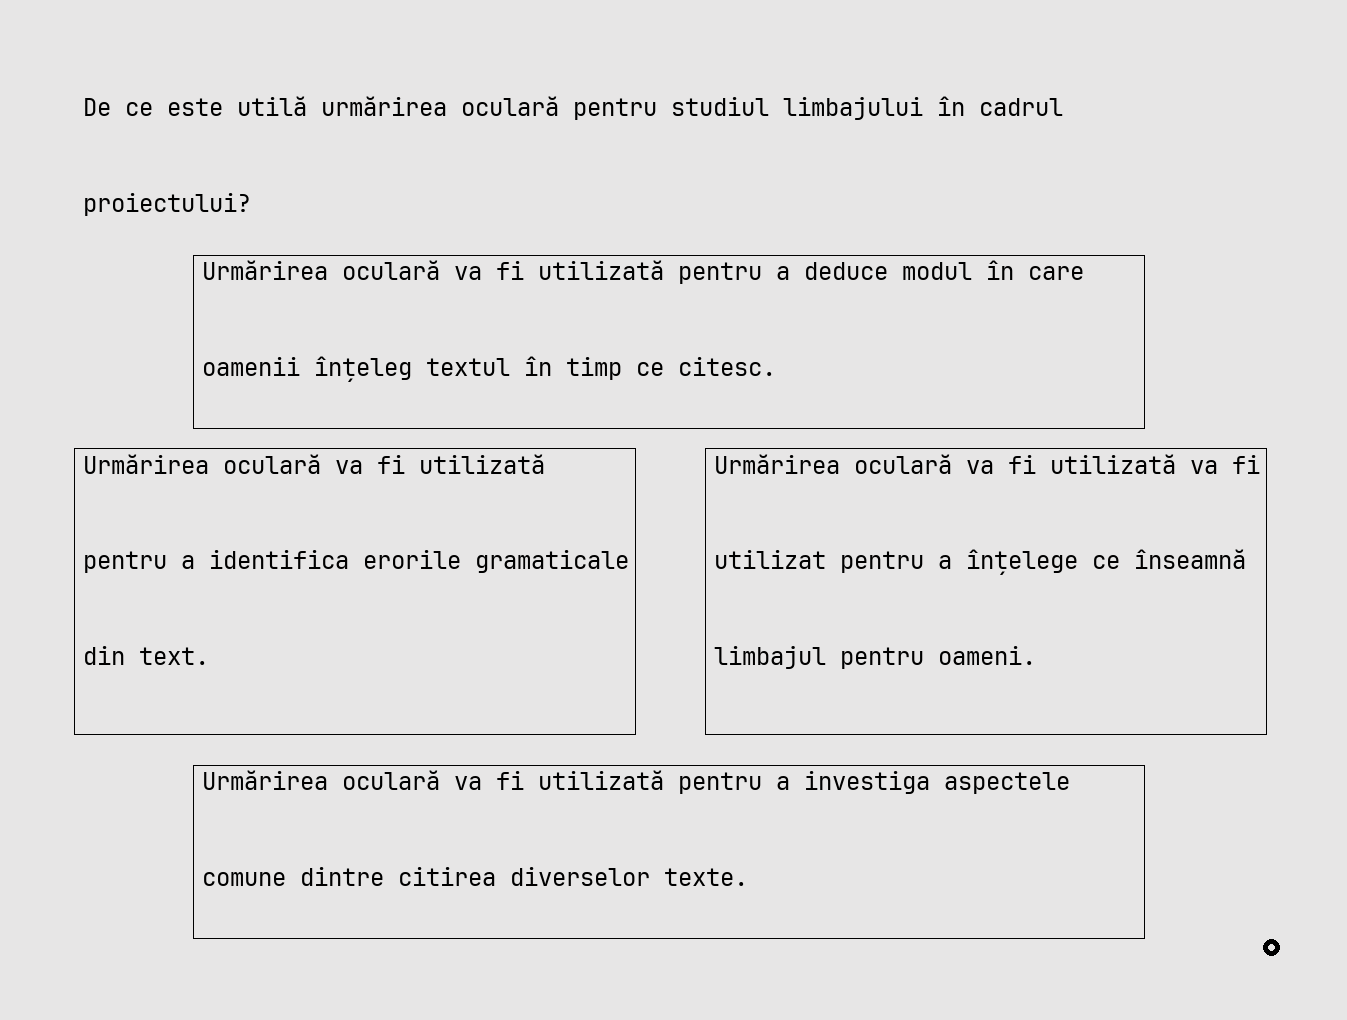 De ce este utilă urmărirea oculară pentru studiul limbajului în cadrul
proiectului?
Urmărirea oculară va fi utilizată pentru a deduce modul în care
oamenii înțeleg textul în timp ce citesc.
Urmărirea oculară va fi utilizată
pentru a identifica erorile gramaticale
din text.
Urmărirea oculară va fi utilizată va fi
utilizat pentru a înțelege ce înseamnă
limbajul pentru oameni.
Urmărirea oculară va fi utilizată pentru a investiga aspectele
comune dintre citirea diverselor texte.